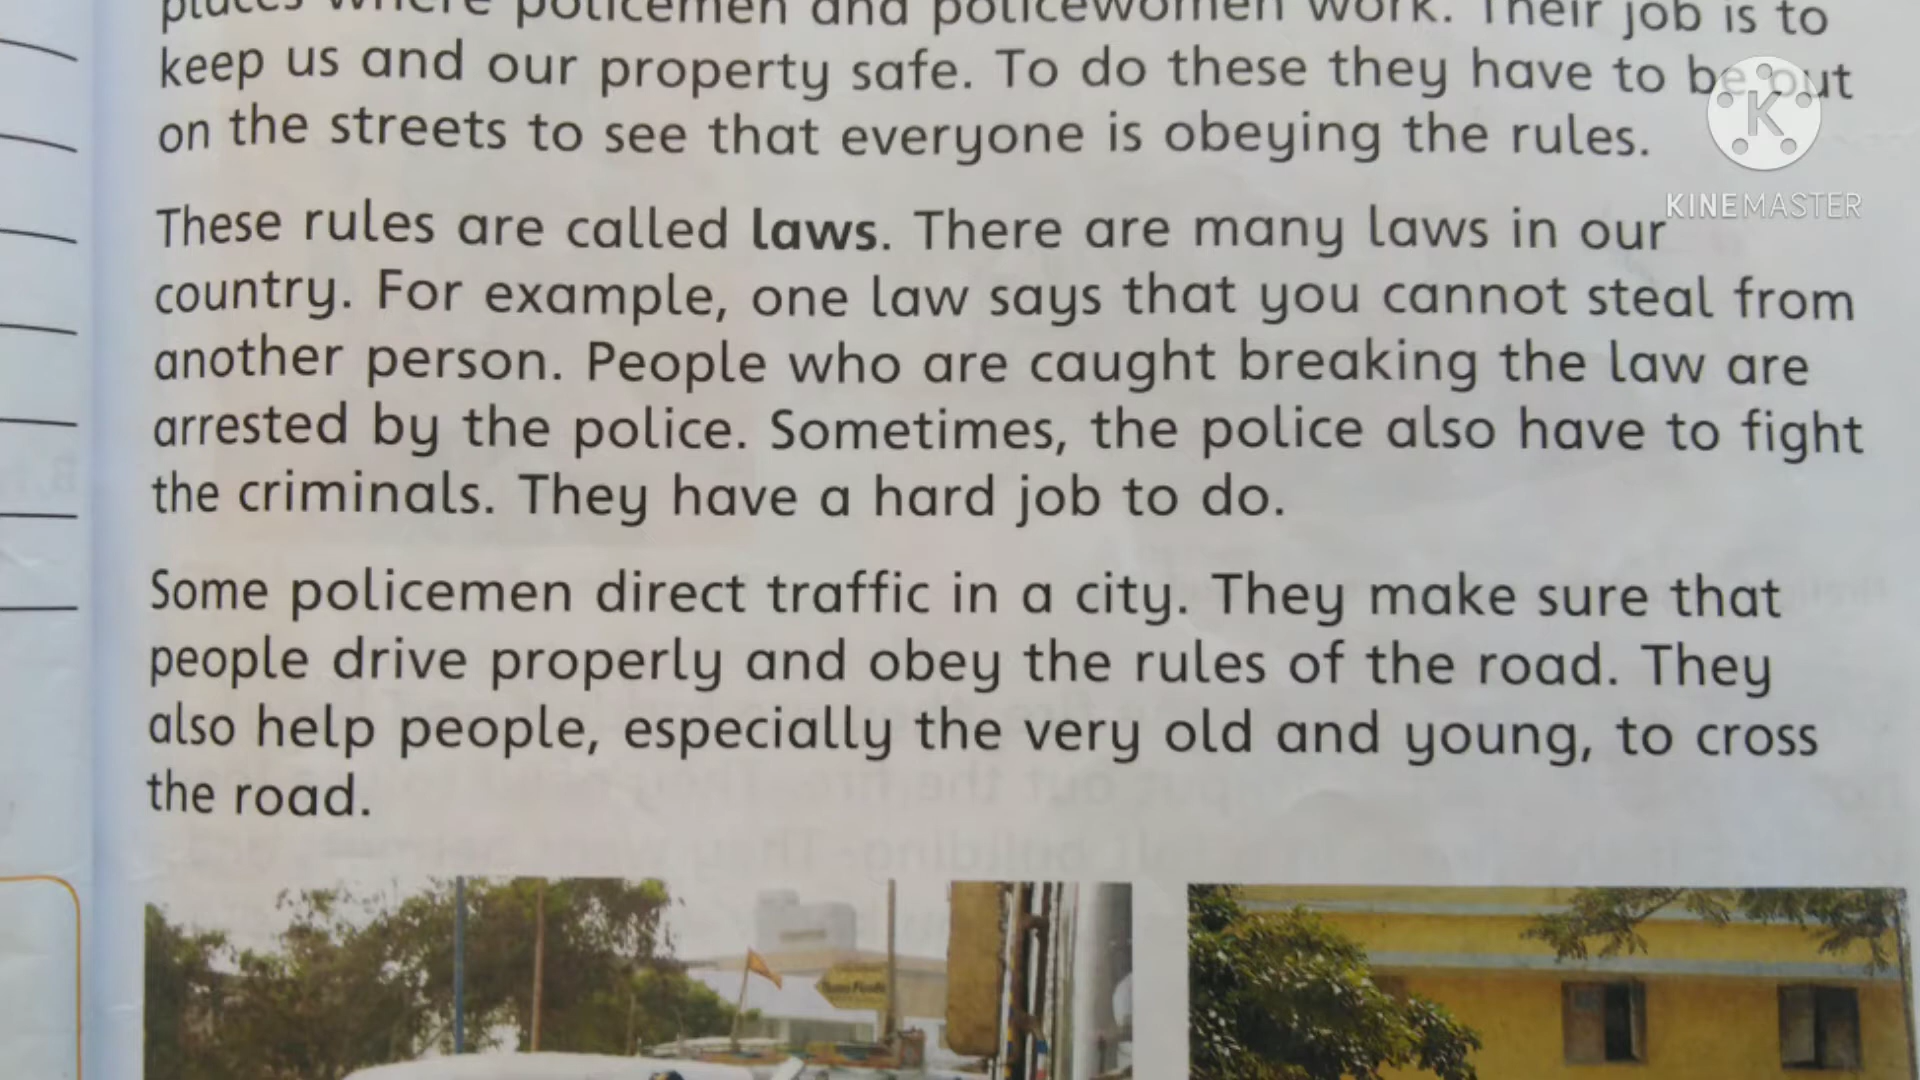 places where policemen and policewomen work. Their job is to
keep us and our property safe. To do these they have to be out
on the streets to see that everyone is obeying the rules.
KINEMASTER
These rules are called laws. There are many laws in our
country. For example, one law says that you cannot steal from
another person. People who are caught breaking the law are
arrested by the police. Sometimes, the police also have to fight
the criminals. They have a hard job to do.
Some policemen direct traffic in a city. They make sure that
people drive properly and obey the rules of the road. They
also help people, especially the very old and young, to cross
the road.